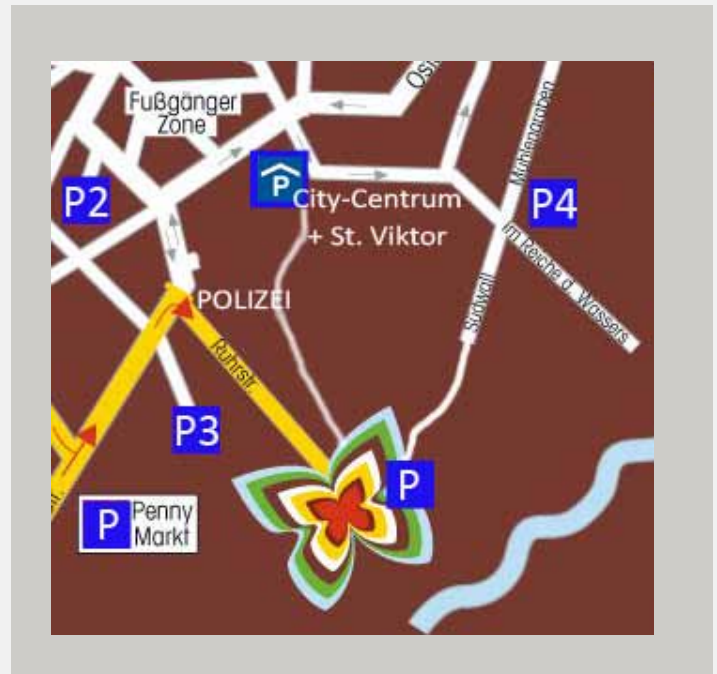 Fußgänger
Zone
P2
P
City-Centrum
+ St. Viktor
Mühlengraben
P4
Im Reiche d. Wassers
POLIZEI
Südwall
Ruhrstr.
P3
P
P
Penny
Markt